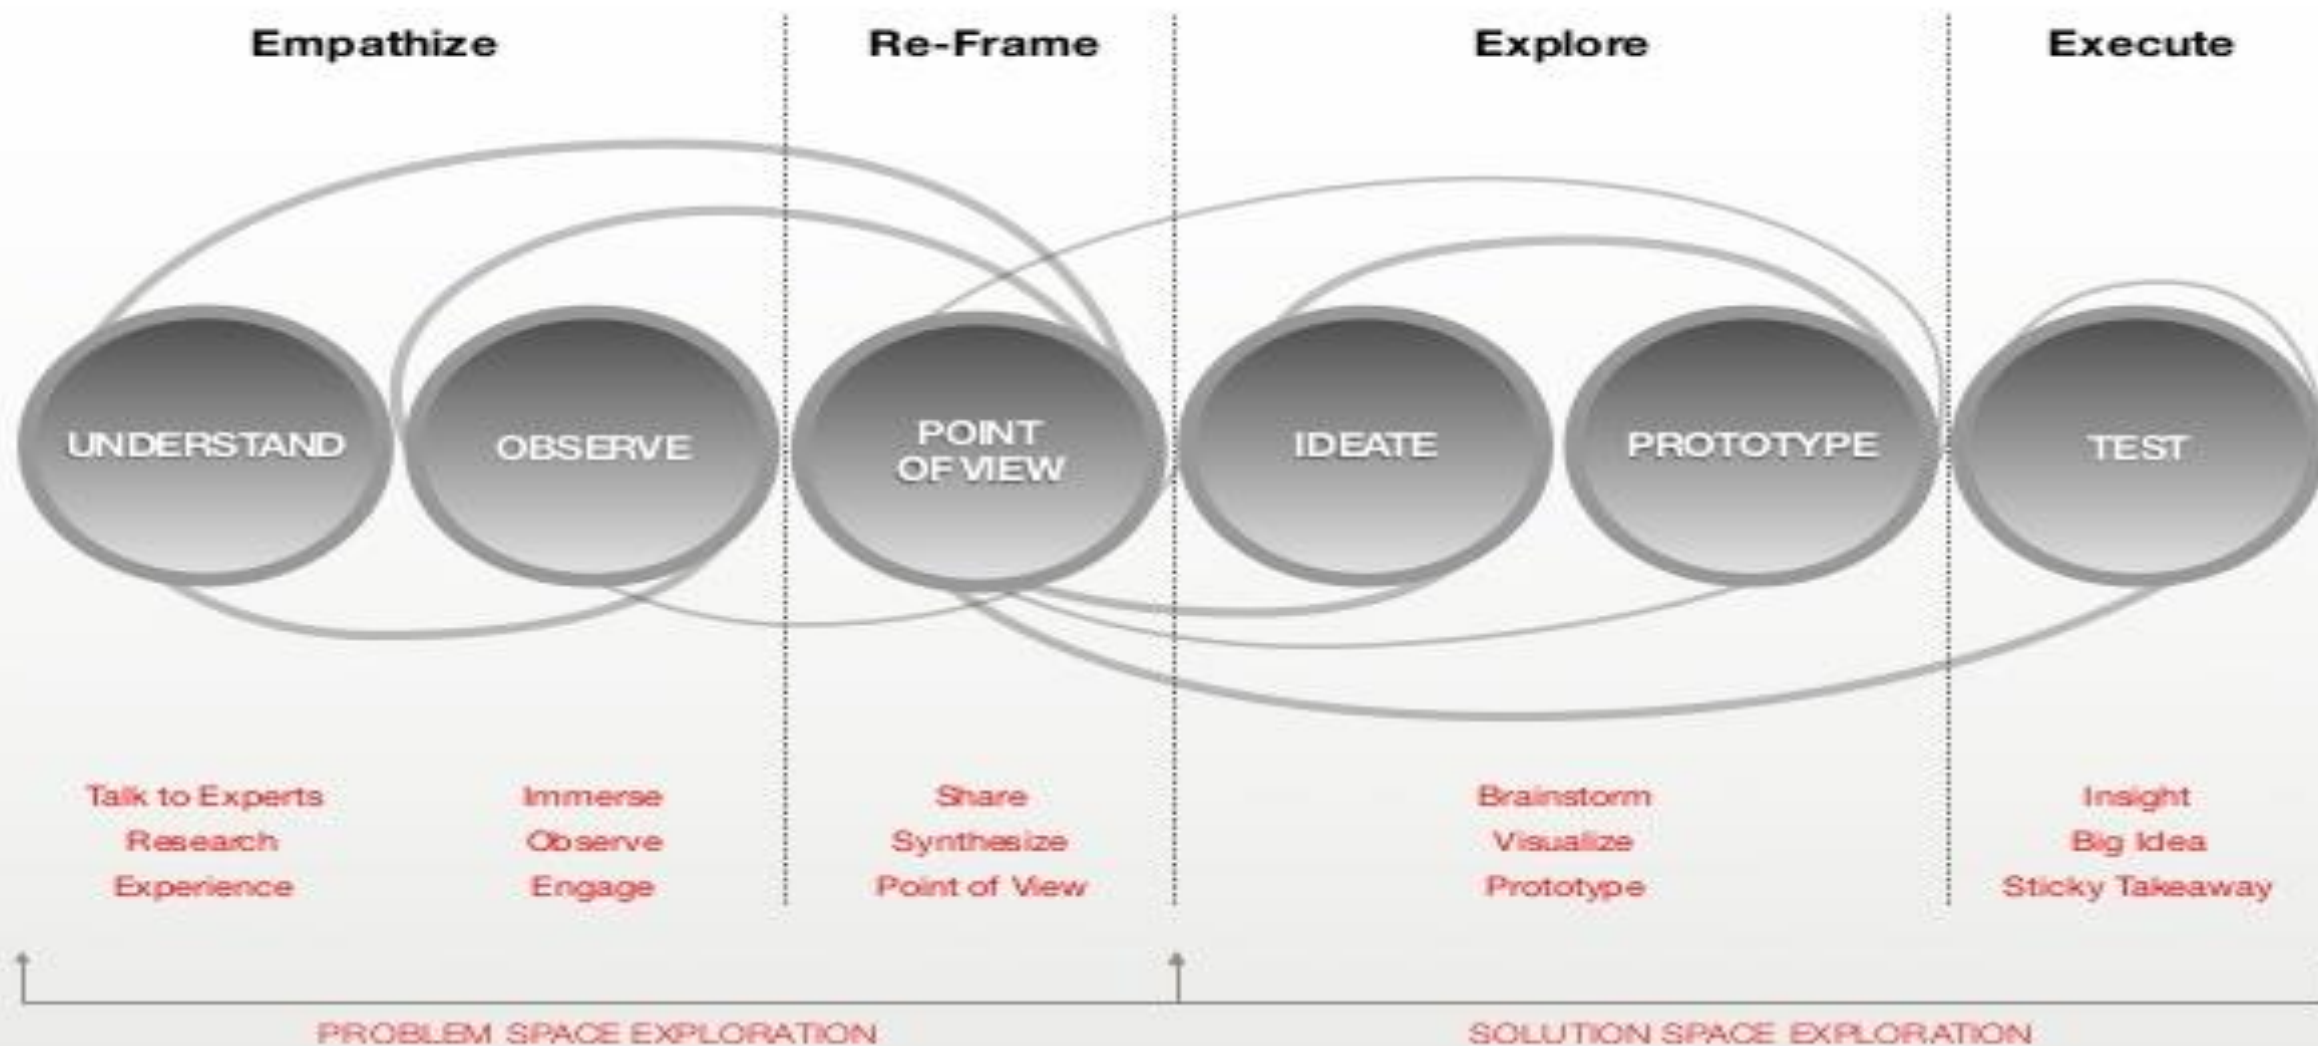 Empathize
Re-Frame
Explore
Execute
UNDERSTAND
OBSERVE
POINT
OF VIEW
IDEATE
PROTOTYPE
TEST
Talk to Experts
Research
Experience
Immerse
Observe
Engage
Share
Synthesize
Point of View
Brainstorm
Visualize
Prototype
Insight
Big Idea
Sticky Takeaway
PROBLEM SPACE EXPLORATION
SOLUTION SPACE EXPLORATION